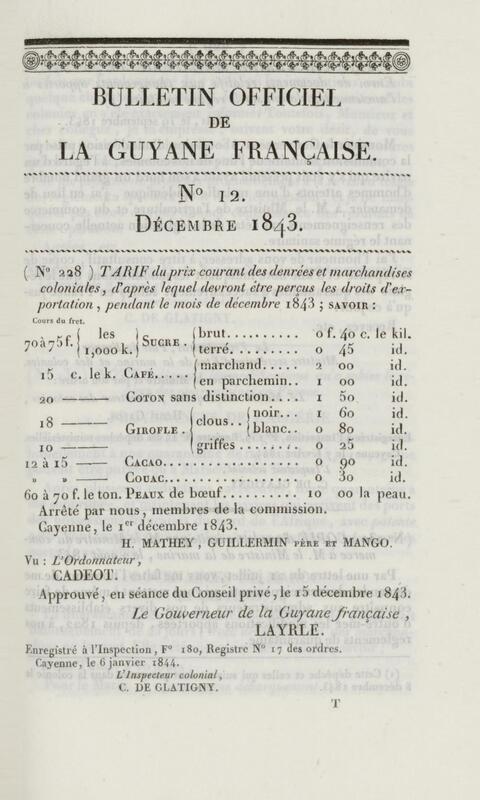 BULLETIN OFFICIEL
DE
LA GUYANE FRANÇAISE.
N° 12.
DÉCEMBRE 1843.
( N° 228 ) TARIF du prix courant des denrées et marchandises
coloniales, d'après lequel devront être perçus les droits d'ex-
portation, pendant le mois de décembre 1843 ; SAVOIR :
Cours du fret.
70 à 75 f. { les 1,000 k. } SUCRE. { brut.......... 0 f. 40 c. le kil.
{ terré......... 0 45 id.
15 c. le k. CAFÉ..... { marchand........ 2 00 id.
{ en parchemin.. 1 00 id.
20 ——— COTON sans distinction.... 1 50 id.
18 ——— GIROFLE. { clous.. { noir... 1 60 id.
{ blanc.. 0 80 id.
10 ——— { griffes ........ 0 25 id.
12 à 15 —— CACAO.................. 0 90 id.
» » —— COUAC.................. 0 30 id.
60 à 70 f. le ton. PEAUX de bœuf........... 10 00 la peau.
Arrêté par nous, membres de la commission.
Cayenne, le 1er décembre 1843.
H. MATHEY, GUILLERMIN PÈRE ET MANGO.
Vu : L'Ordonnateur,
CADEOT.
Approuvé, en séance du Conseil privé, le 15 décembre 1843.
Le Gouverneur de la Guyane française,
LAYRLE.
Enregistré à l'Inspection, F° 180, Registre N° 17 des ordres.
Cayenne, le 6 janvier 1844.
L'Inspecteur colonial,
C. DE GLATIGNY.
T